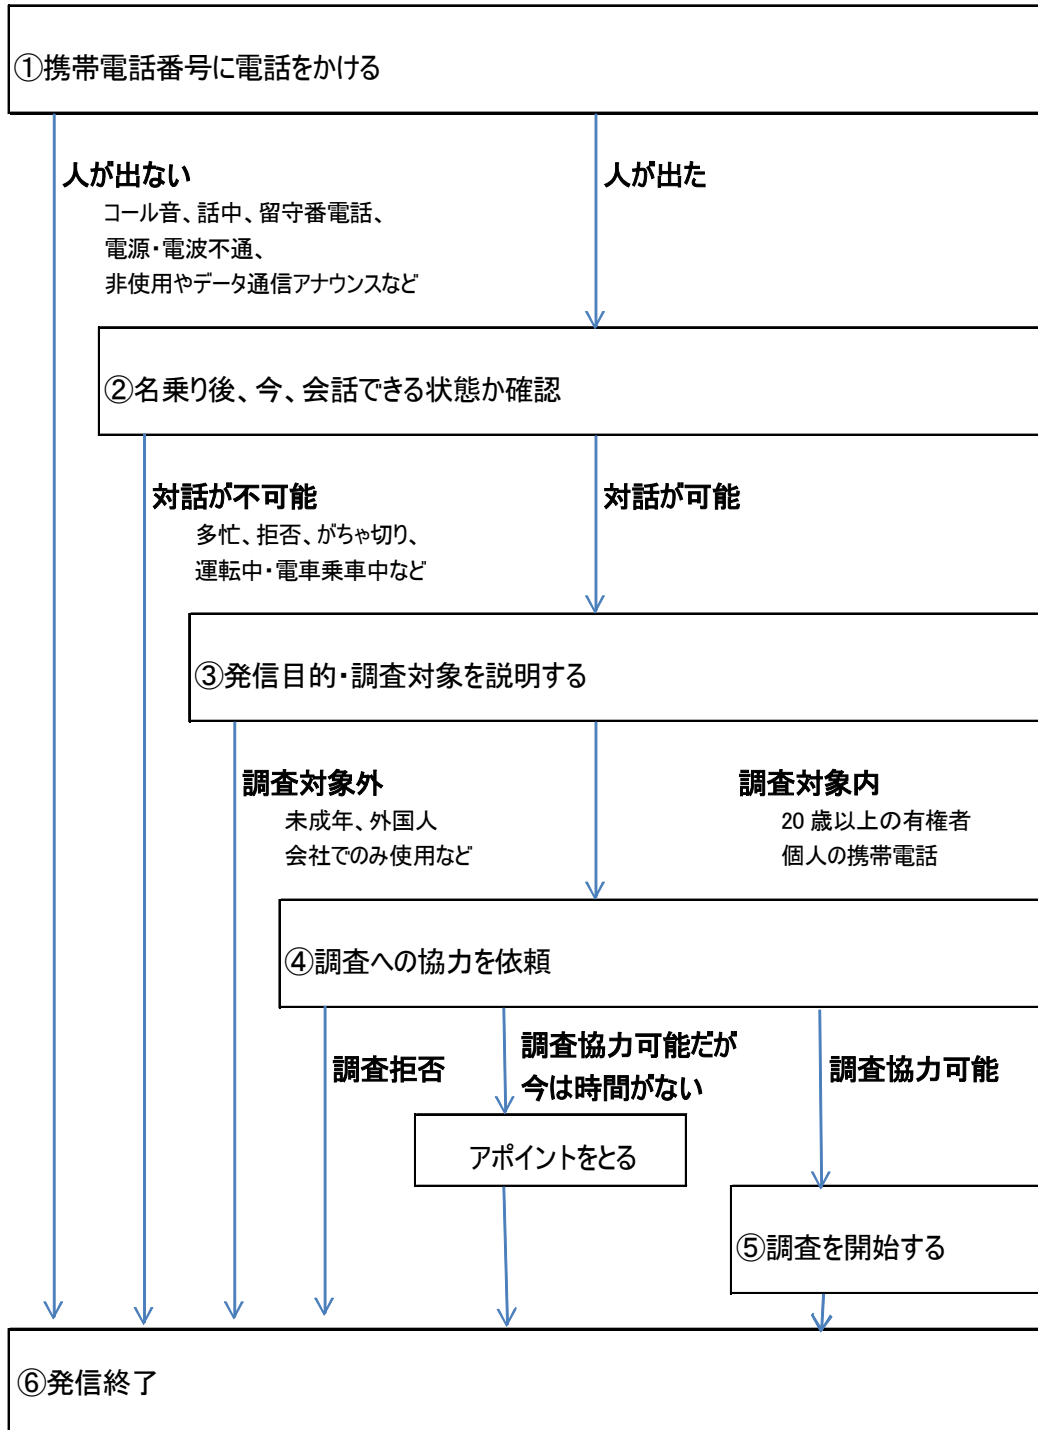 ①携帯電話番号に電話をかける
人が出ない
人が出た
コール音、話中、留守番電話、
電源・電波不通、
非使用やデータ通信アナウンスなど
②名乗り後、今、会話できる状態か確認
対話が不可能
対話が可能
多忙、拒否、がちゃ切り、
運転中・電車乗車中など
③発信目的・調査対象を説明する
調査対象外
調査対象内
未成年、外国人
20 歳以上の有権者
会社でのみ使用など
個人の携帯電話
④調査への協力を依頼
調査拒否
調査協力可能だが
今は時間がない
調査協力可能
アポイントをとる
⑤調査を開始する
⑥発信終了